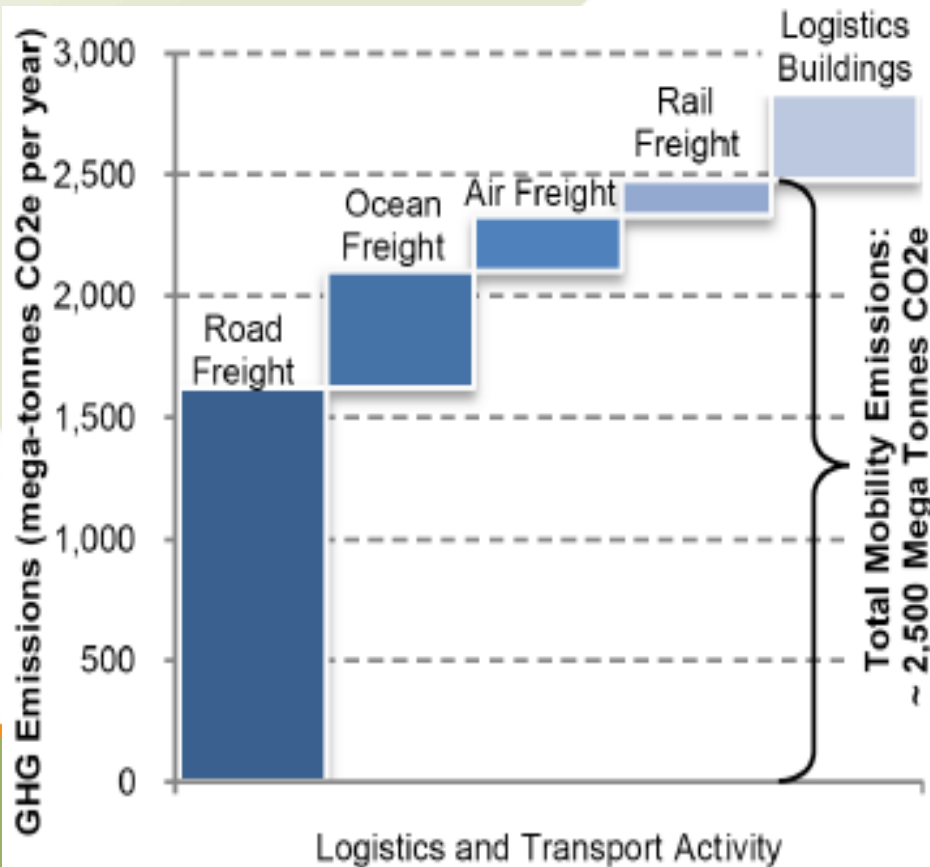 GHG Emissions (mega-tonnes CO2e per year)
3,000
2,500
2,000
1,500
1,000
500
0
Road
Freight
Ocean
Freight
Air Freight
Rail
Freight
Logistics
Buildings
Total Mobility Emissions:
~ 2,500 Mega Tonnes CO2e
Logistics and Transport Activity